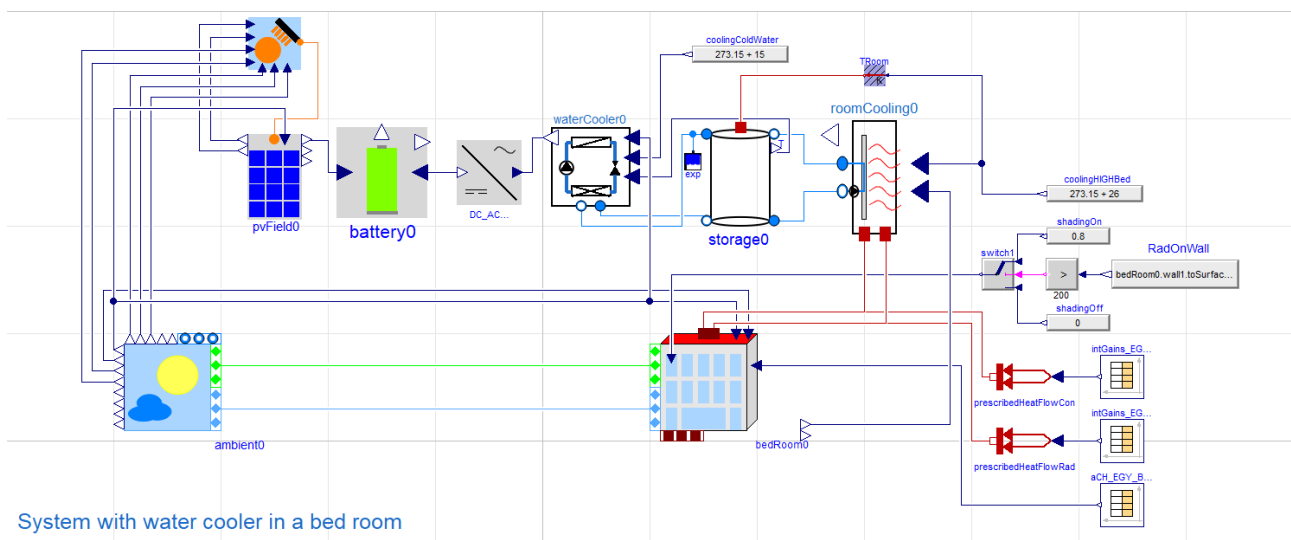 coolingColdWater
273.15 + 15
TRoom
K
roomCooling0
waterCooler0
T
exp
coolingHIGHBed
273.15 + 26
DC_AC...
pvField0
battery0
storage0
shadingOn
0.8
RadOnWall
switch1
>
bedRoom0.wall1.toSurfac...
200
shadingOff
0
intGains_EG...
prescribedHeatFlowCon
intGains_EG...
ambient0
bedRoom0
prescribedHeatFlowRad
aCH_EGY_B...
System with water cooler in a bed room